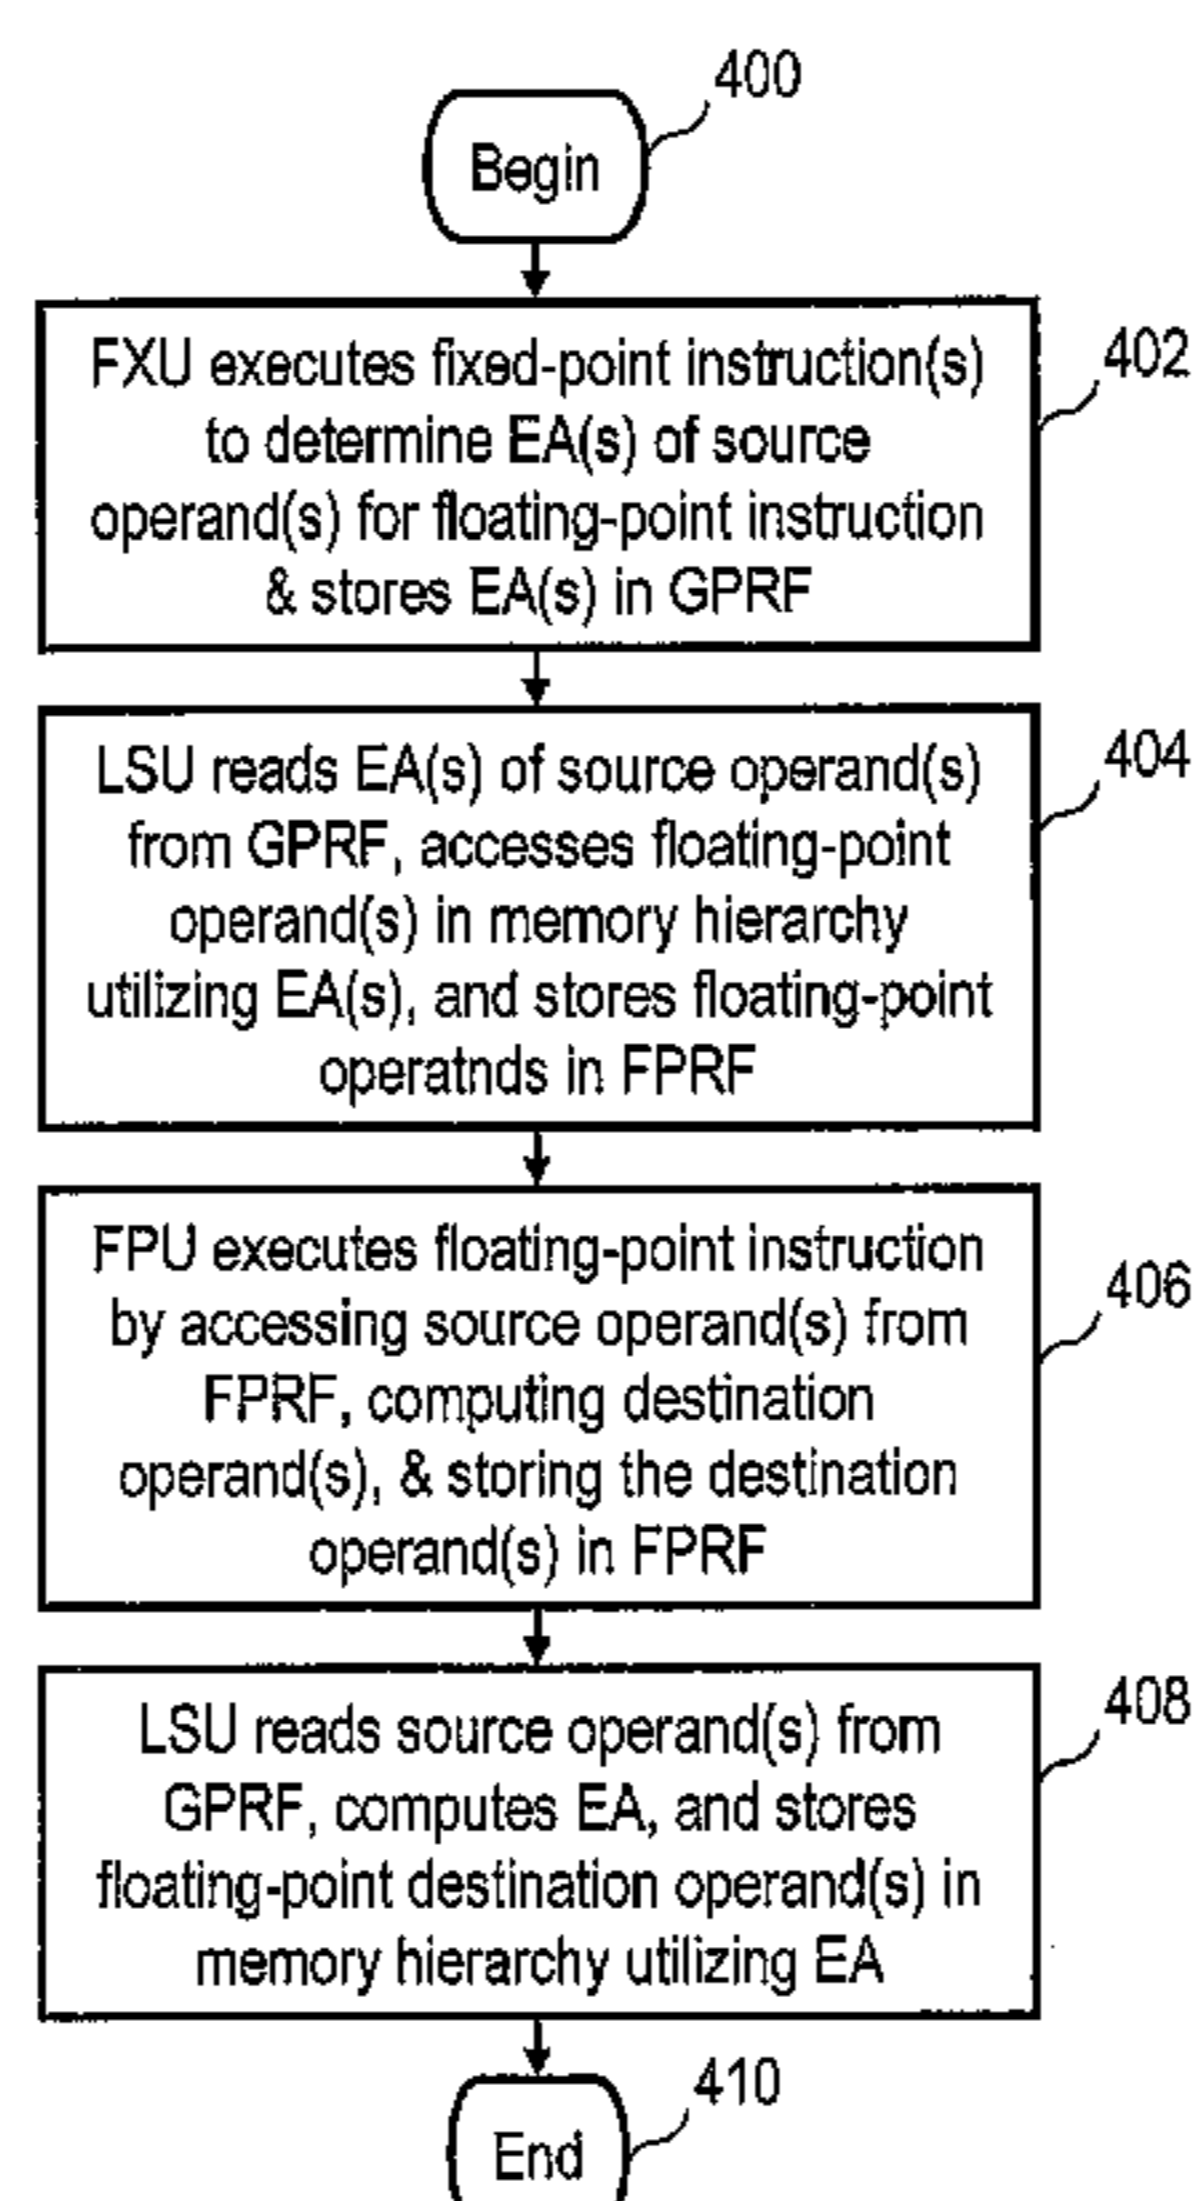 400
Begin
FXU executes fixed-point instruction(s)
to determine EA(s) of source
operand(s) for floating-point instruction
& stores EA(s) in GPRF
402
LSU reads EA(s) of source operand(s)
from GPRF, accesses floating-point
operand(s) in memory hierarchy
utilizing EA(s), and stores floating-point
operatnds in FPRF
404
FPU executes floating-point instruction
by accessing source operand(s) from
FPRF, computing destination
operand(s), & storing the destination
operand(s) in FPRF
406
LSU reads source operand(s) from
GPRF, computes EA, and stores
floating-point destination operand(s) in
memory hierarchy utilizing EA
408
410
End